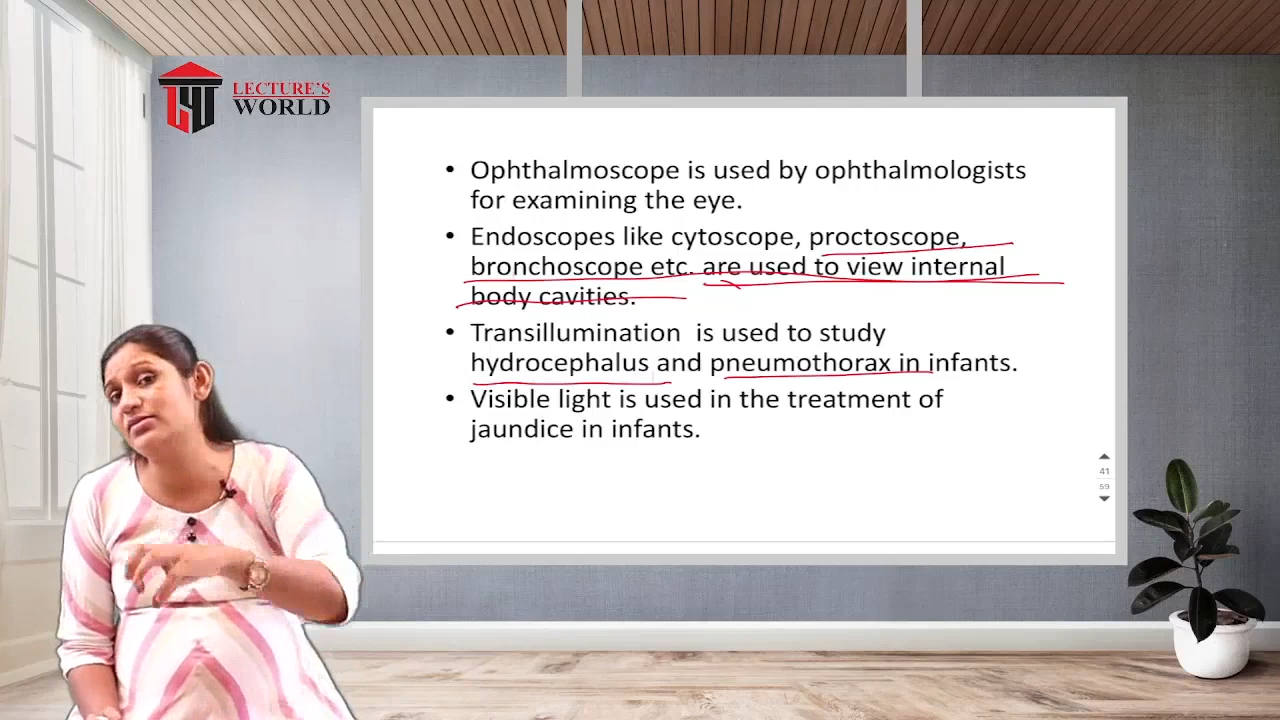 LECTURE'S
WORLD
• Ophthalmoscope is used by ophthalmologists
for examining the eye.
• Endoscopes like cytoscope, proctoscope,
bronchoscope etc. are used to view internal
body cavities.
• Transillumination is used to study
hydrocephalus and pneumothorax in infants.
• Visible light is used in the treatment of
jaundice in infants.
41
59